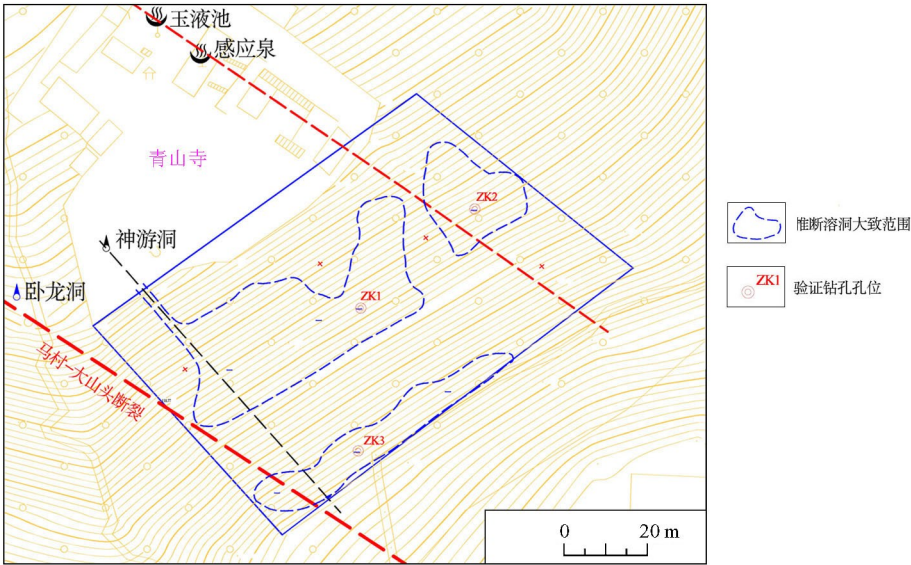 玉液池
感应泉
青山寺
ZK2
神游洞
卧龙洞
ZK1
马村-大山头断裂
ZK3
0 20 m
推断溶洞大致范围
ZK1 验证钻孔孔位